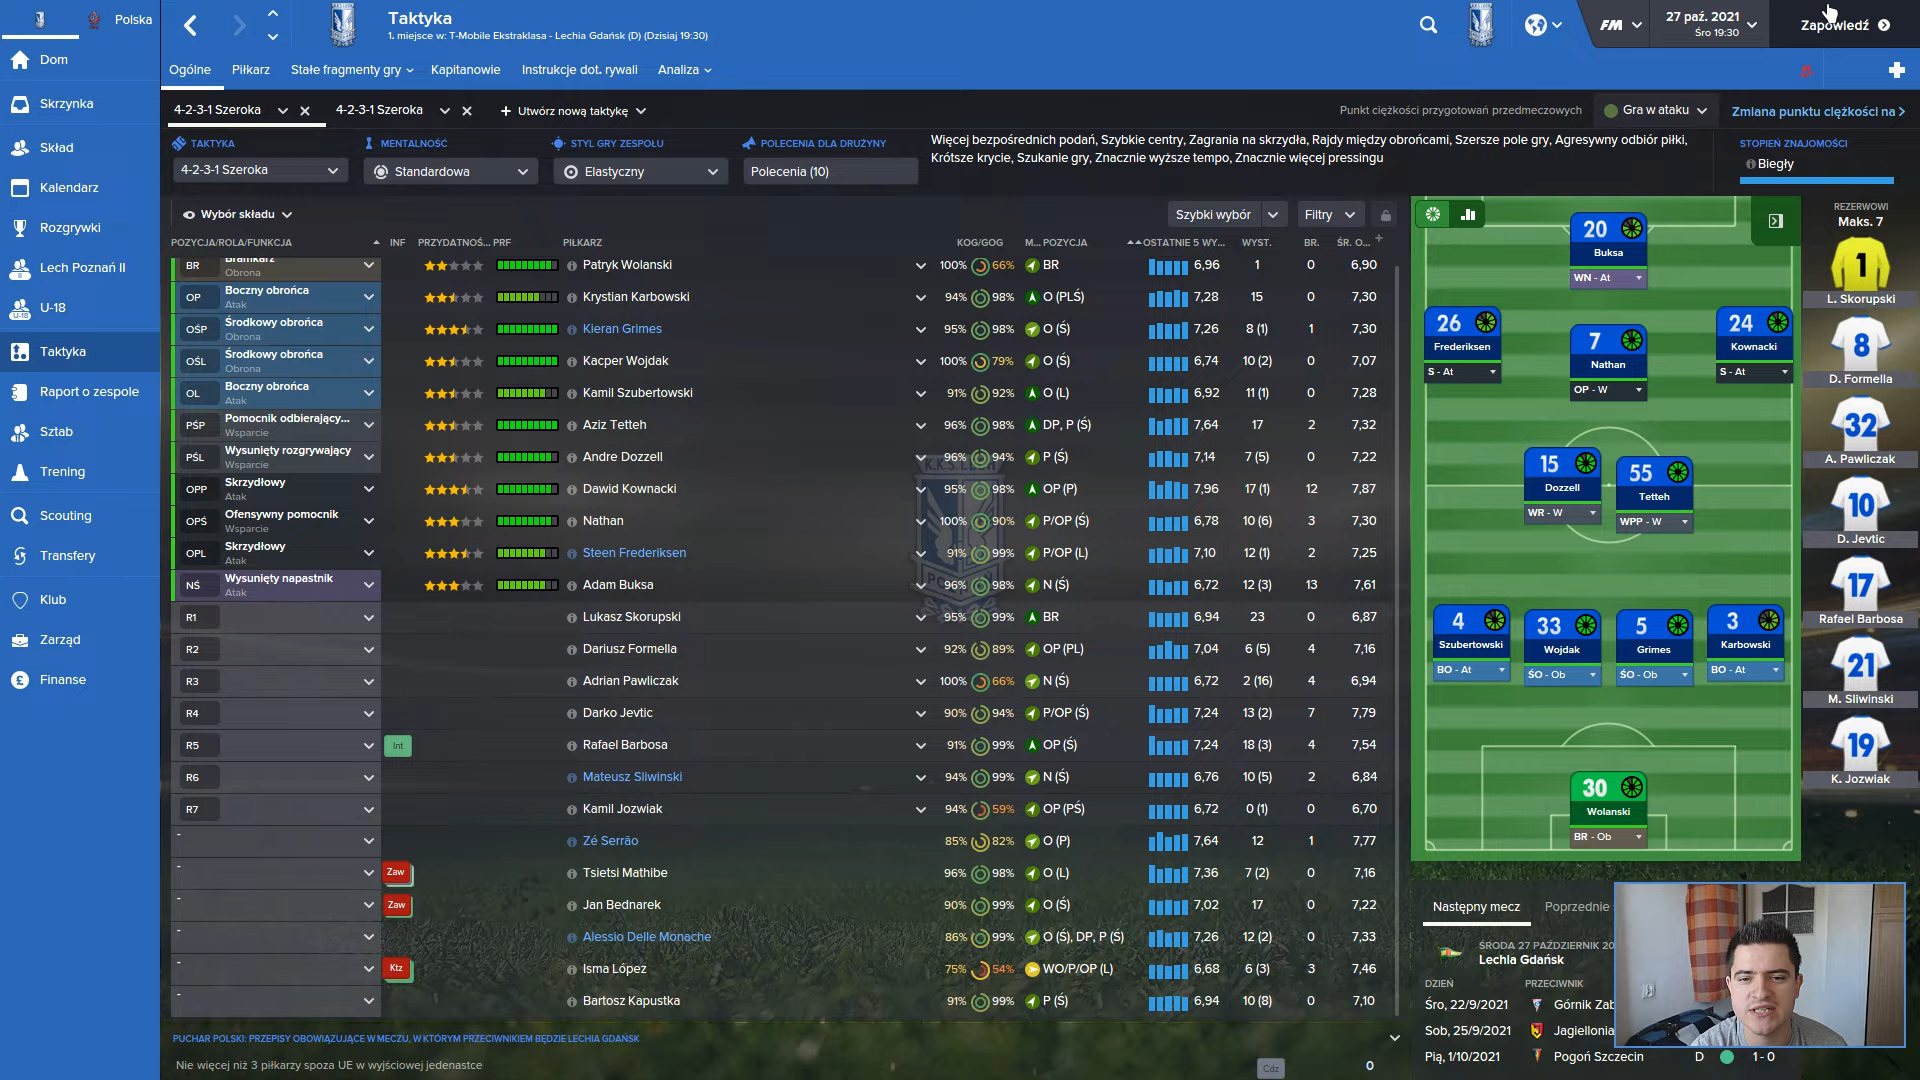 Polska
Taktyka
1. miejsce w: T-Mobile Ekstraklasa - Lechia Gdańsk (D) (Dzisiaj 19:30)
FM
27 paź. 2021
Śro 19:30
Zapowiedź
Dom
Skrzynka
Skład
Kalendarz
Rozgrywki
Lech Poznań II
U-18
Taktyka
Raport o zespole
Sztab
Trening
Scouting
Transfery
Klub
Zarząd
Finanse
Ogólne Piłkarz Stałe fragmenty gry Kapitanowie Instrukcje dot. rywali Analiza
4-2-3-1 Szeroka 4-2-3-1 Szeroka Utwórz nową taktykę
Punkt ciężkości przygotowań przedmeczowych Gra w ataku Zmiana punktu ciężkości na >
TAKTYKA MENTALNOŚĆ STYL GRY ZESPOŁU POLECENIA DLA DRUŻYNY
4-2-3-1 Szeroka Standardowa Elastyczny Polecenia (10)
Więcej bezpośrednich podań, Szybkie centry, Zagrania na skrzydła, Rajdy między obrońcami, Szersze pole gry, Agresywny odbiór piłki,
Krótsze krycie, Szukanie gry, Znacznie wyższe tempo, Znacznie więcej pressingu
STOPIEŃ ZNAJOMOŚCI
Biegły
Wybór składu Szybki wybór Filtry
POZYCJA/ROLA/FUNKCJA INF PRZYDATNOŚ... PRF PIŁKARZ KOG/GOG M... POZYCJA OSTATNIE 5 WY... WYST. BR. ŚR. O...
BR Bramkarz Obrona Patryk Wolanski 100% 66% BR 6,96 1 0 6,90
OP Boczny obrońca Atak Krystian Karbowski 94% 98% O (PLŚ) 7,28 15 0 7,30
OŚP Środkowy obrońca Obrona Kieran Grimes 95% 98% O (Ś) 7,26 8 (1) 1 7,30
OŚL Środkowy obrońca Obrona Kacper Wojdak 100% 79% O (Ś) 6,74 10 (2) 0 7,07
OL Boczny obrońca Atak Kamil Szubertowski 91% 92% O (L) 6,92 11 (1) 0 7,28
PŚP Pomocnik odbierający... Wsparcie Aziz Tetteh 96% 98% DP, P (Ś) 7,64 17 2 7,32
PŚL Wysunięty rozgrywający Wsparcie Andre Dozzell 96% 94% P (Ś) 7,14 7 (5) 0 7,22
OPP Skrzydłowy Atak Dawid Kownacki 95% 98% OP (P) 7,96 17 (1) 12 7,87
OPŚ Ofensywny pomocnik Wsparcie Nathan 100% 90% P/OP (Ś) 6,78 10 (6) 3 7,30
OPL Skrzydłowy Atak Steen Frederiksen 91% 99% P/OP (L) 7,10 12 (1) 2 7,25
NŚ Wysunięty napastnik Atak Adam Buksa 96% 98% N (Ś) 6,72 12 (3) 13 7,61
R1 Lukasz Skorupski 95% 99% BR 6,94 23 0 6,87
R2 Dariusz Formella 92% 89% OP (PL) 7,04 6 (5) 4 7,16
R3 Adrian Pawliczak 100% 66% N (Ś) 6,72 2 (16) 4 6,94
R4 Darko Jevtic 90% 94% P/OP (Ś) 7,24 13 (2) 7 7,79
R5 Int Rafael Barbosa 91% 99% OP (Ś) 7,24 18 (3) 4 7,54
R6 Mateusz Sliwinski 94% 99% N (Ś) 6,76 10 (5) 2 6,84
R7 Kamil Jozwiak 94% 59% OP (PŚ) 6,72 0 (1) 0 6,70
- Zé Serrão 85% 82% O (P) 7,64 12 1 7,77
- Zaw Tsietsi Mathibe 96% 98% O (L) 7,36 7 (2) 0 7,16
- Zaw Jan Bednarek 90% 99% O (Ś) 7,02 17 0 7,22
- Alessio Delle Monache 86% 99% O (Ś), DP, P (Ś) 7,26 12 (2) 0 7,33
- Ktz Isma López 75% 54% WO/P/OP (L) 6,68 6 (3) 3 7,46
- Bartosz Kapustka 91% 99% P (Ś) 6,94 10 (8) 0 7,10
PUCHAR POLSKI: PRZEPISY OBOWIĄZUJĄCE W MECZU, W KTÓRYM PRZECIWNIKIEM BĘDZIE LECHIA GDAŃSK
Nie więcej niż 3 piłkarzy spoza UE w wyjściowej jedenastce Cdz 0
20
Buksa
WN - At
26 7 24
Frederiksen Nathan Kownacki
S - At OP - W S - At
15 55
Dozzell Tetteh
WR - W WPP - W
4 33 5 3
Szubertowski Wojdak Grimes Karbowski
BO - At ŚO - Ob ŚO - Ob BO - At
30
Wolanski
BR - Ob
REZERWOWI
Maks. 7
1
L. Skorupski
8
D. Formella
32
A. Pawliczak
10
D. Jevtic
17
Rafael Barbosa
21
M. Sliwinski
19
K. Jozwiak
Następny mecz Poprzednie
ŚRODA 27 PAŹDZIERNIK 20
Lechia Gdańsk
DZIEŃ PRZECIWNIK
Śro, 22/9/2021 Górnik Zab
Sob, 25/9/2021 Jagiellonia
Pią, 1/10/2021 Pogoń Szczecin D 1 - 0